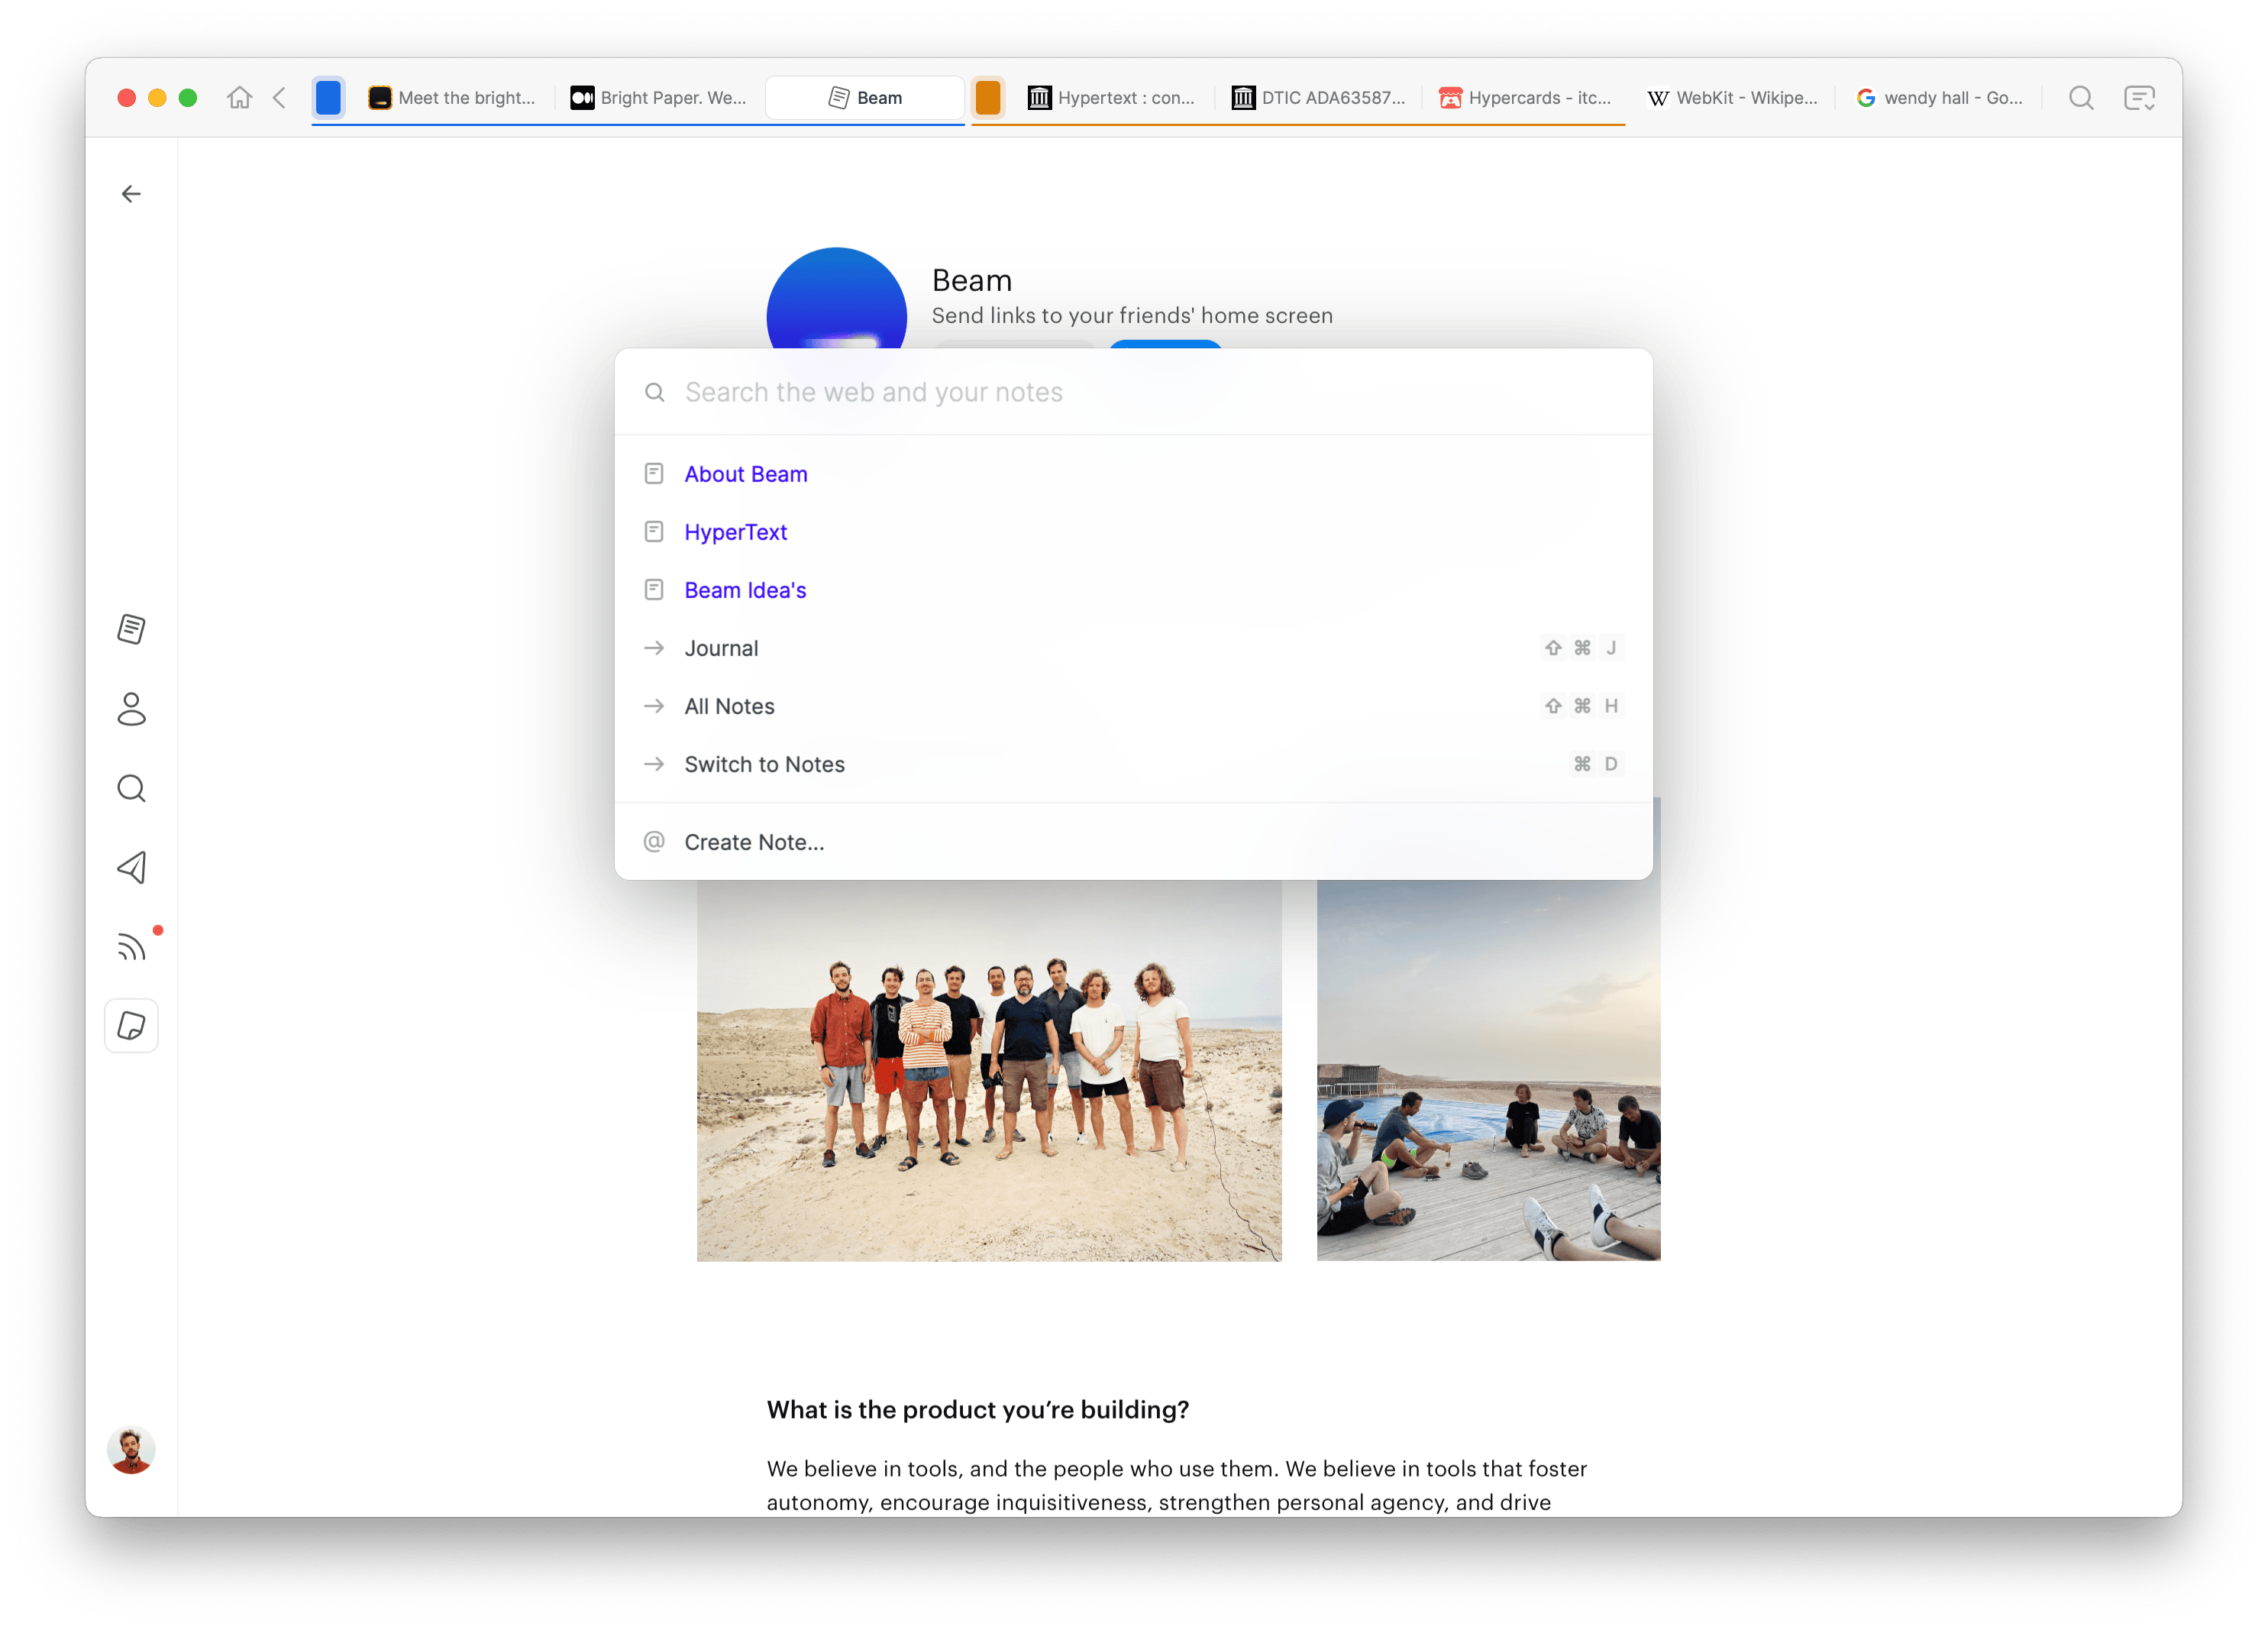 Meet the bright...
Bright Paper. We...
Beam
Hypertext : con...
DTIC ADA63587...
Hypercards - itc...
WebKit - Wikipe...
wendy hall - Go...
Beam
Send links to your friends' home screen
Search the web and your notes
About Beam
HyperText
Beam Idea's
Journal ⇧ ⌘ J
All Notes ⇧ ⌘ H
Switch to Notes ⌘ D
@ Create Note...
What is the product you’re building?
We believe in tools, and the people who use them. We believe in tools that foster
autonomy, encourage inquisitiveness, strengthen personal agency, and drive